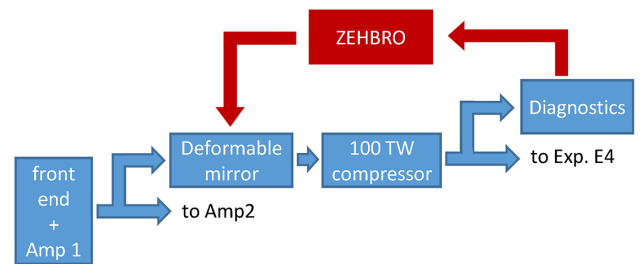 ZEHBRO
Diagnostics
Deformable
mirror
100 TW
compressor
to Exp. E4
front
end
+
Amp 1
to Amp2